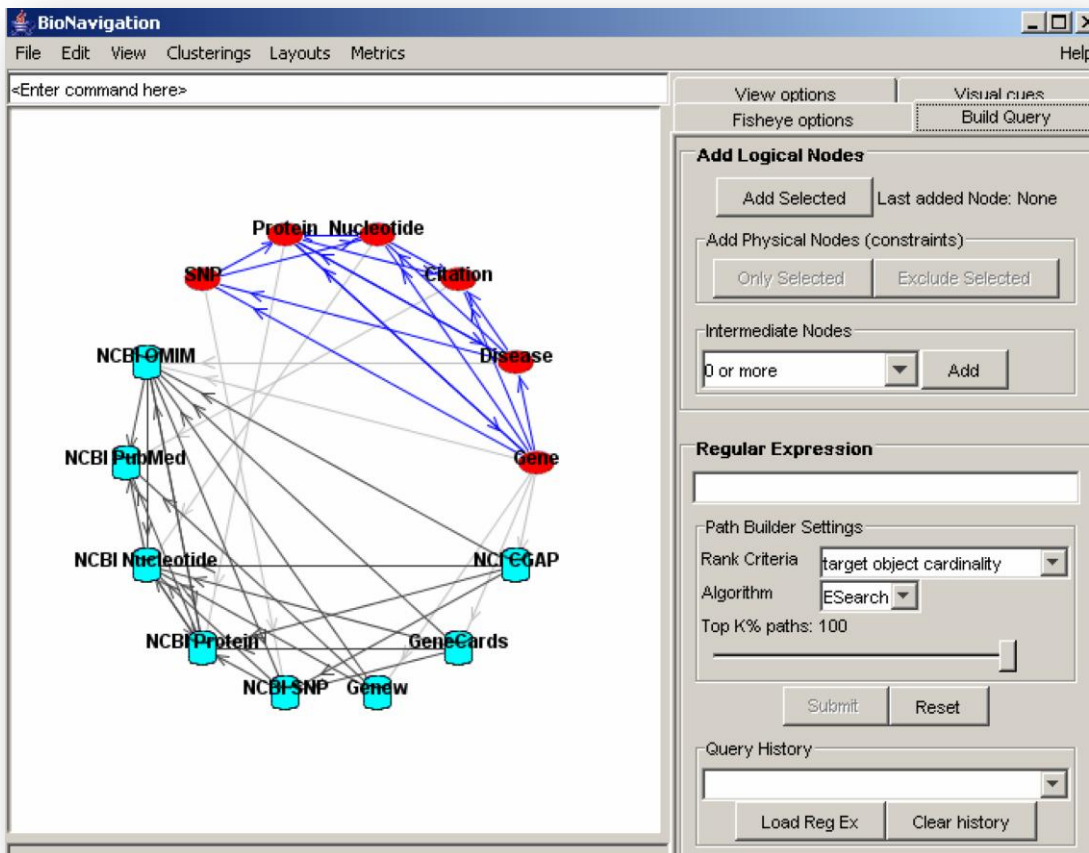 BioNavigation
File Edit View Clusterings Layouts Metrics Help
<Enter command here>
View options Visual cues
Fisheye options Build Query
Add Logical Nodes
Add Selected Last added Node: None
Add Physical Nodes (constraints)
Only Selected Exclude Selected
Intermediate Nodes
0 or more Add
Regular Expression
Path Builder Settings
Rank Criteria target object cardinality
Algorithm ESearch
Top K% paths: 100
Submit Reset
Query History
Load Reg Ex Clear history
Protein Nucleotide
SNP Citation
NCBI OMIM Disease
NCBI PubMed Gene
NCBI Nucleotide NCI CGAP
NCBI Protein GeneCards
NCBI SNP Genew